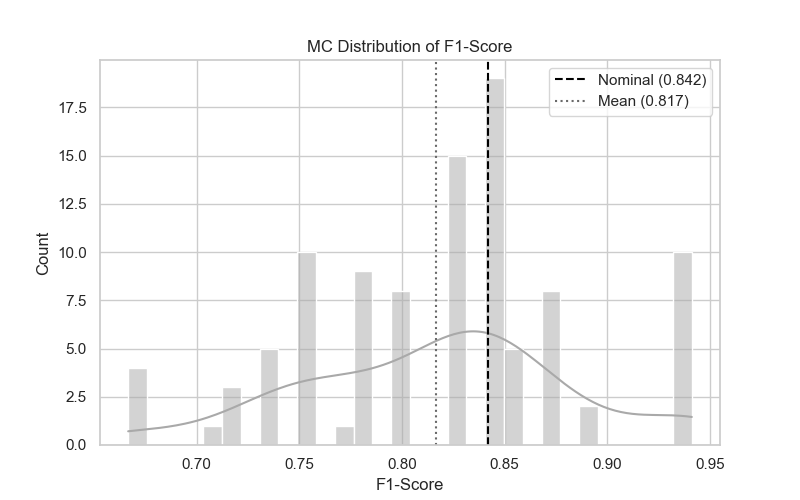 MC Distribution of F1-Score
Nominal (0.842)
Mean (0.817)
17.5
15.0
12.5
10.0
7.5
5.0
2.5
0.0
Count
0.70 0.75 0.80 0.85 0.90 0.95
F1-Score